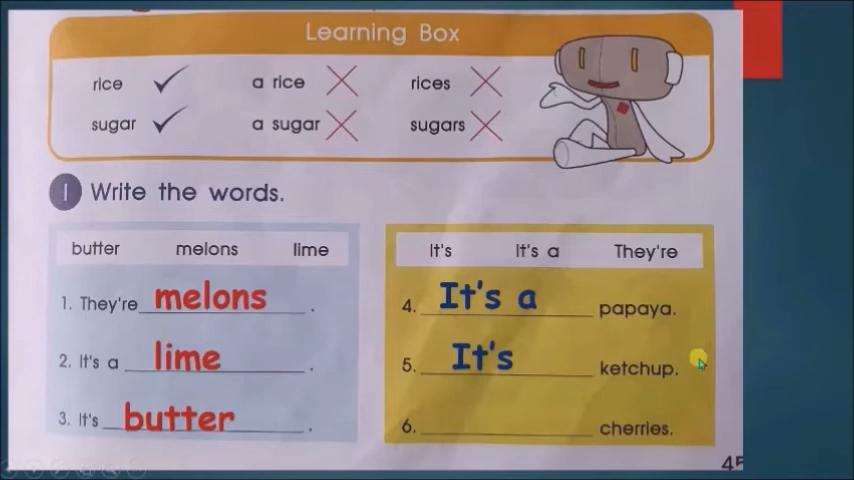 Learning Box
rice a rice rices
sugar a sugar sugars
1 Write the words.
butter melons lime
1. They're melons.
2. It's a lime.
3. It's butter.
It's It's a They're
4. It's a papaya.
5. It's ketchup.
6. ____________ cherries.
45